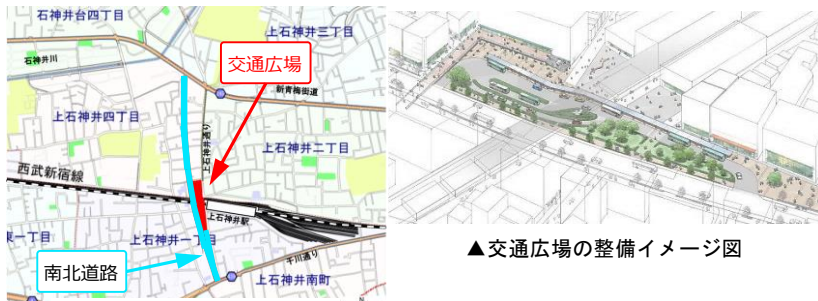 石神井台四丁目
上石神井三丁目
石神井川
交通広場
新青梅街道
上石神井四丁目
上石神井通り
上石神井二丁目
西武新宿線
上石神井駅
東一丁目
上石神井一丁目
千川通り
南北道路
上石神井南町
▲交通広場の整備イメージ図